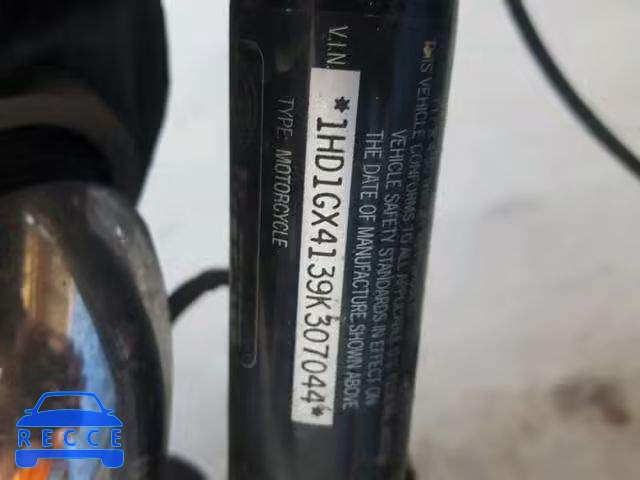 THIS VEHICLE CONFORMS TO ALL APPLICABLE
VEHICLE SAFETY STANDARDS IN EFFECT ON
THE DATE OF MANUFACTURE SHOWN ABOVE
V.I.N.
*1HD1GX4139K307044*
TYPE: MOTORCYCLE
RECCE